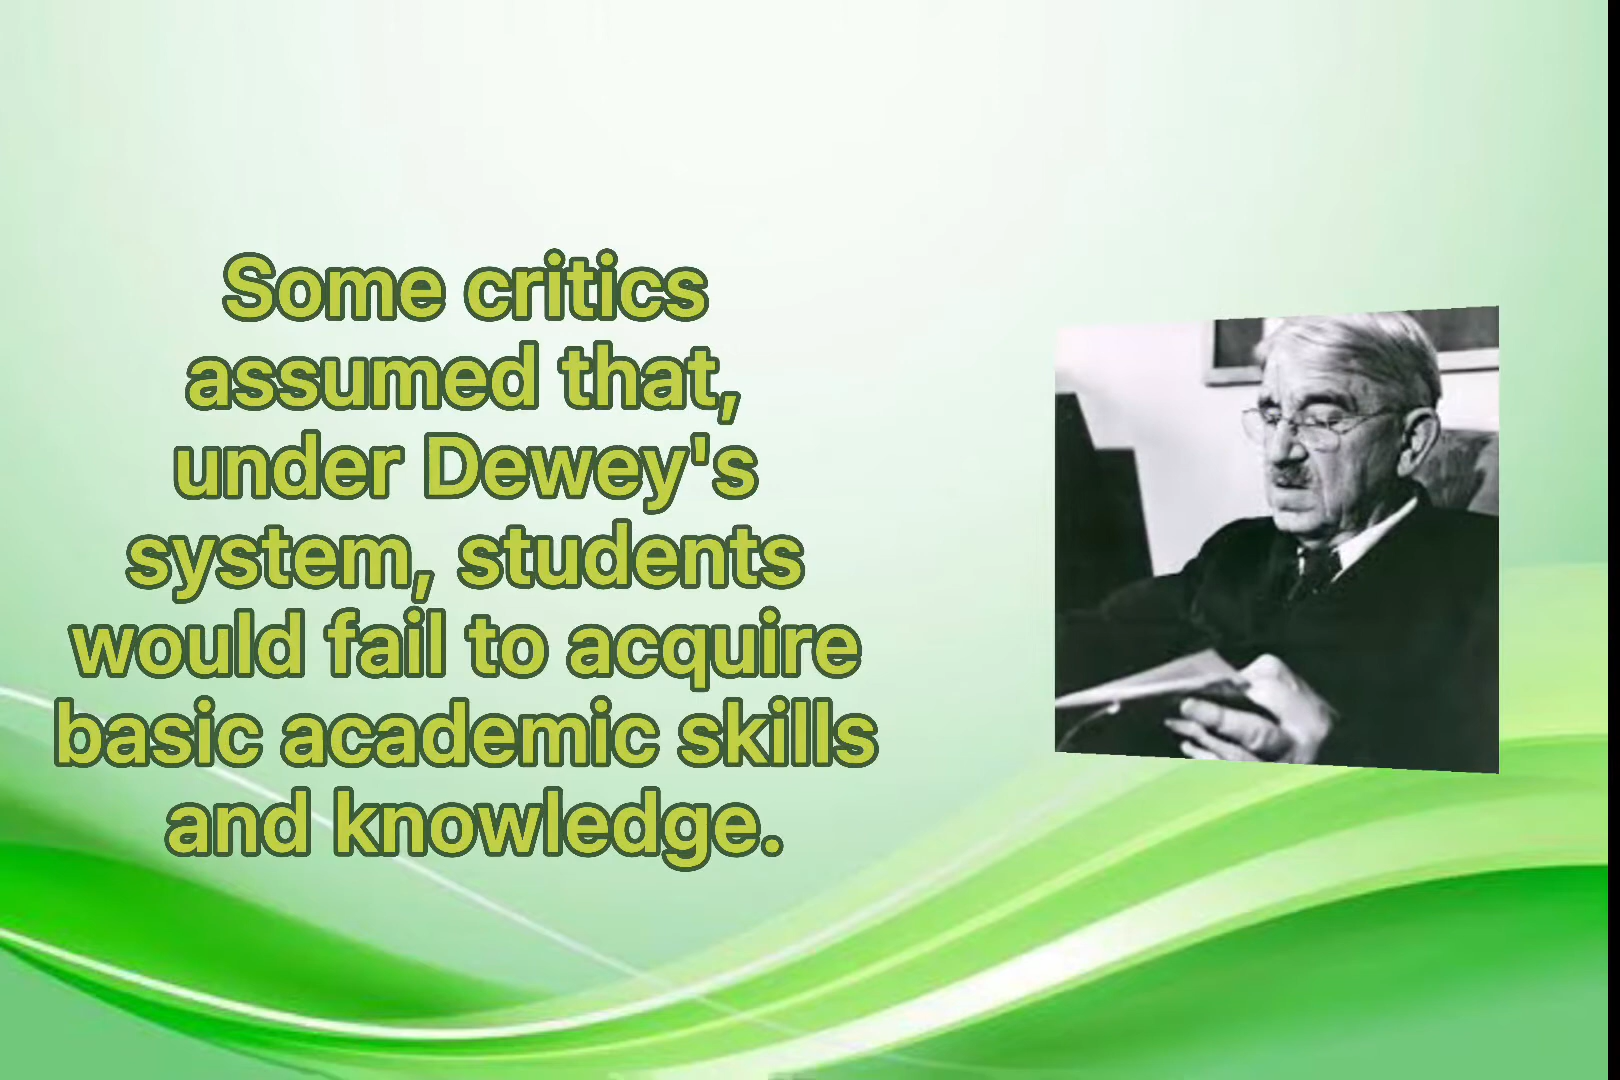 Some critics
assumed that,
under Dewey's
system, students
would fail to acquire
basic academic skills
and knowledge.